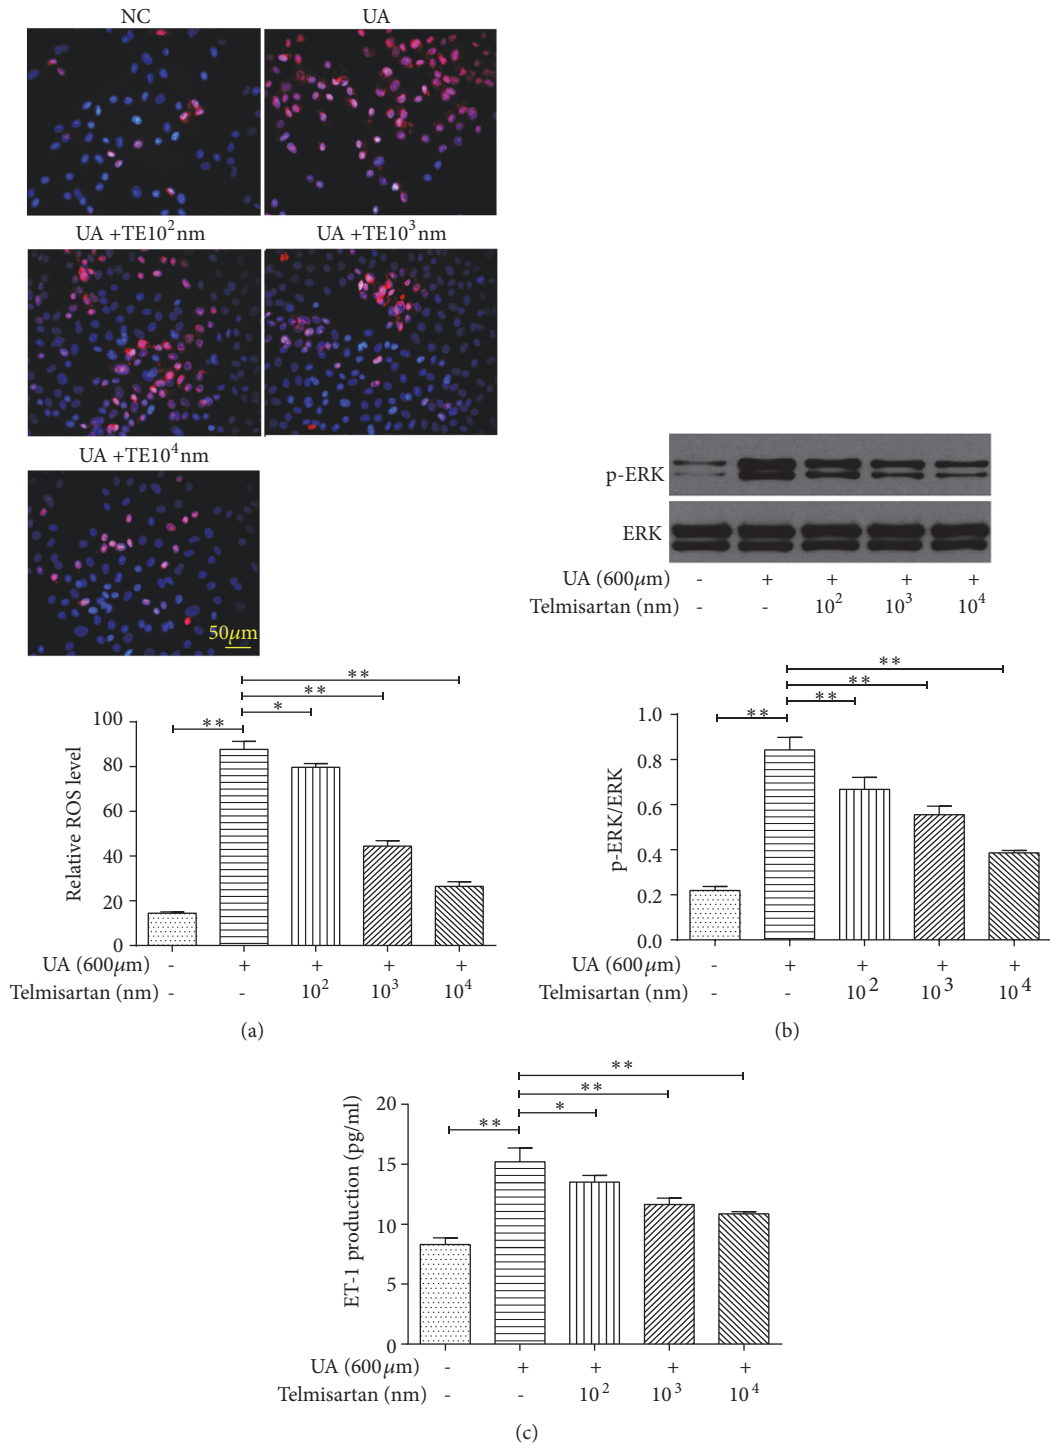 NC UA
UA +TE10²nm UA +TE10³nm
UA +TE10⁴nm
50μm
p-ERK
ERK
UA (600μm) - + + + +
Telmisartan (nm) - - 10² 10³ 10⁴
** ** * **
Relative ROS level
100
80
60
40
20
0
UA (600μm) - + + + +
Telmisartan (nm) - - 10² 10³ 10⁴
(a)
** ** ** **
p-ERK/ERK
1.0
0.8
0.6
0.4
0.2
0.0
UA (600μm) - + + + +
Telmisartan (nm) - - 10² 10³ 10⁴
(b)
** ** * **
ET-1 production (pg/ml)
20
15
10
5
0
UA (600μm) - + + + +
Telmisartan (nm) - - 10² 10³ 10⁴
(c)